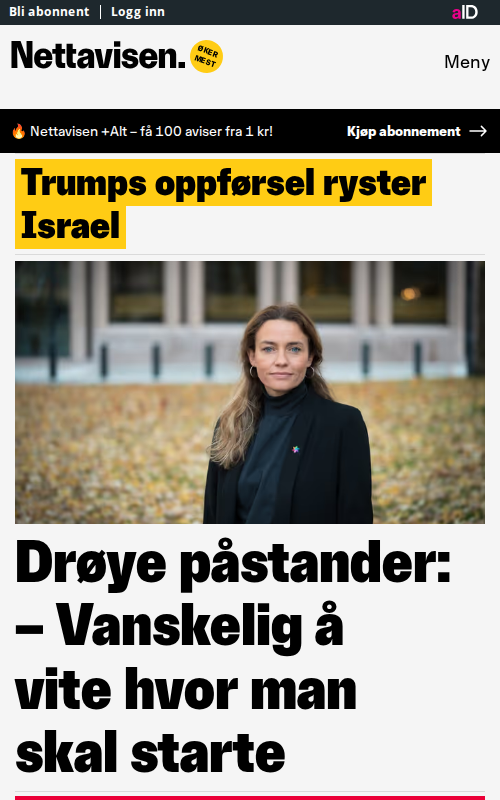 Bli abonnent | Logg inn
aID
Nettavisen.
ØKER
MEST
Meny
Nettavisen +Alt – få 100 aviser fra 1 kr!
Kjøp abonnement
Trumps oppførsel ryster
Israel
Drøye påstander:
– Vanskelig å
vite hvor man
skal starte